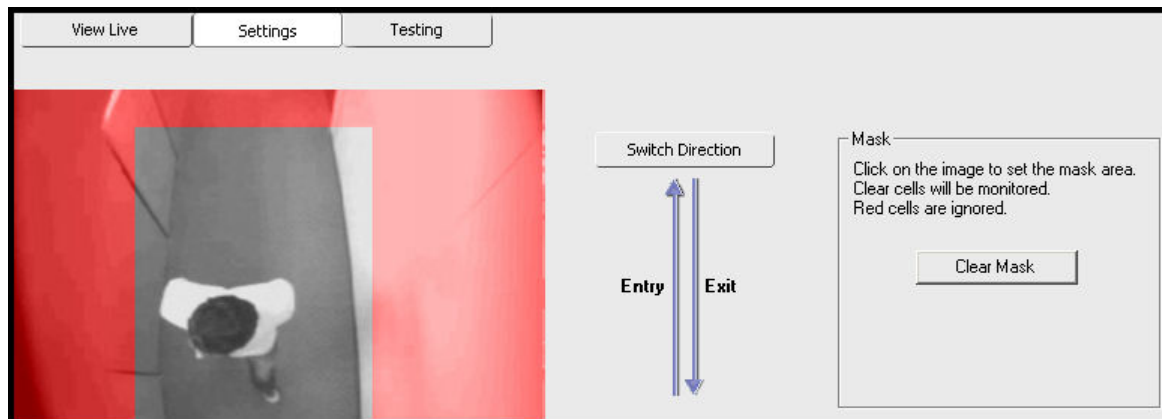 View Live Settings Testing
Switch Direction
Entry Exit
Mask
Click on the image to set the mask area.
Clear cells will be monitored.
Red cells are ignored.
Clear Mask